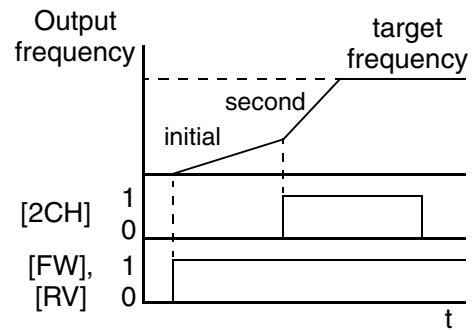 Output
frequency
target
frequency
second
initial
[2CH]
1
0
[FW],
[RV]
1
0
t